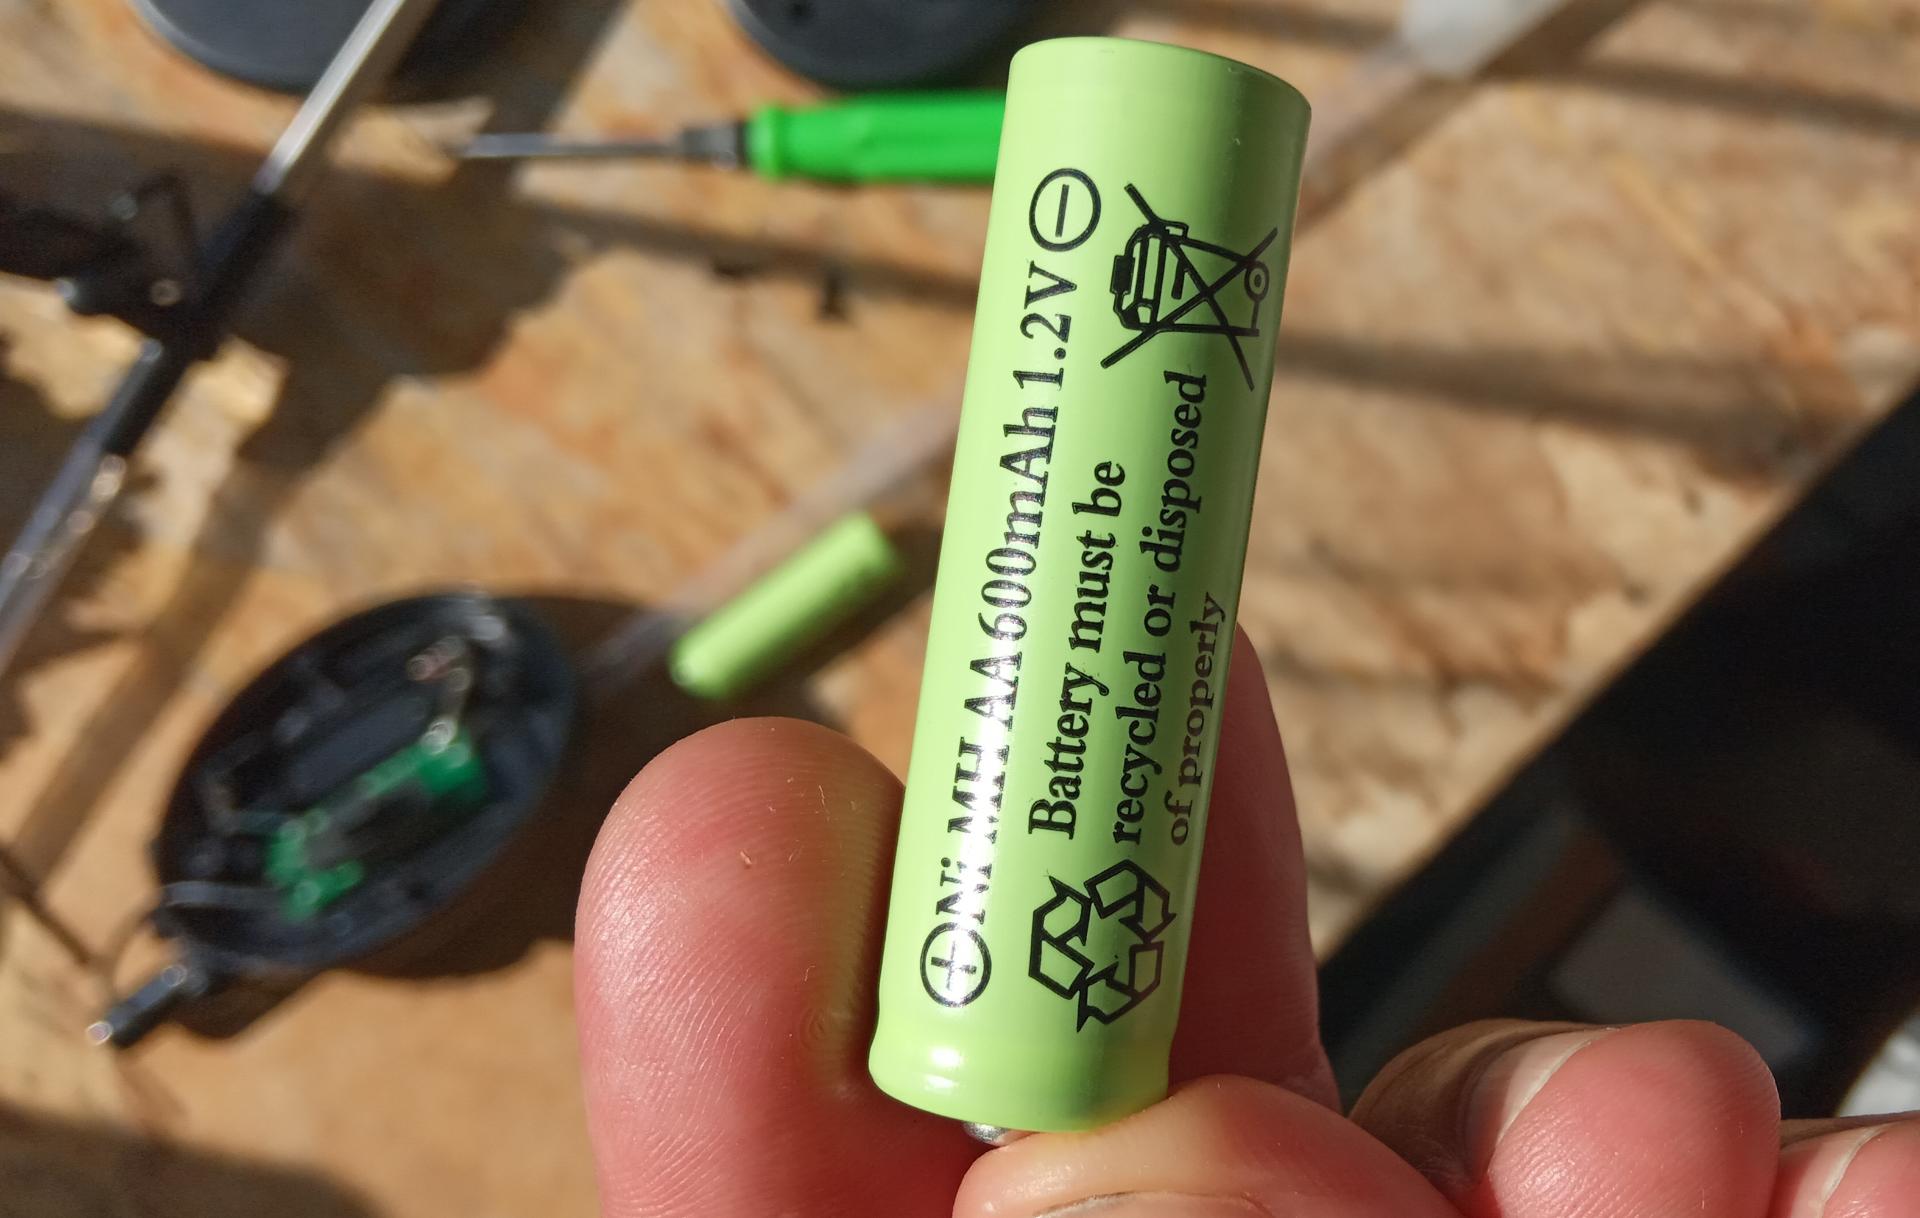 Ni MH AA 600mAh 1.2V
Battery must be
recycled or disposed
of properly